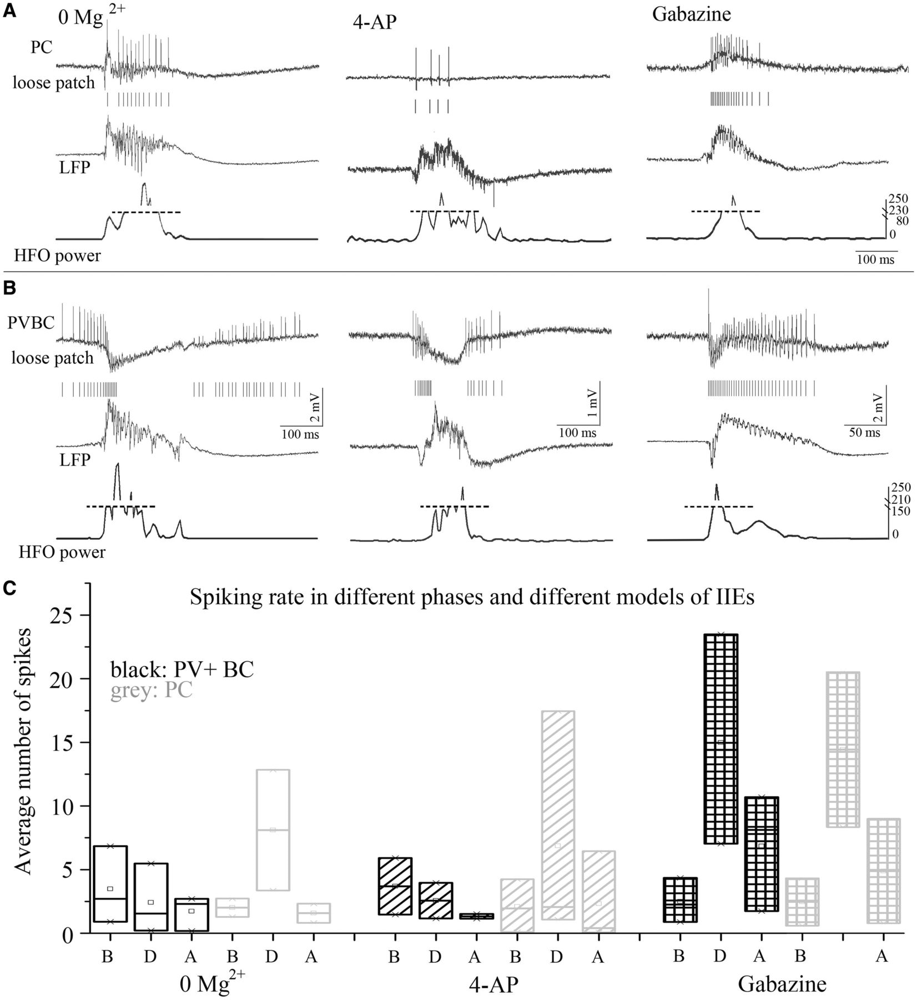 A
0 Mg 2+
4-AP
Gabazine
PC
loose patch
LFP
250
230
80
0
HFO power
100 ms
B
PVBC
loose patch
2 mV
100 ms
1 mV
100 ms
2 mV
50 ms
LFP
250
210
150
0
HFO power
C
Spiking rate in different phases and different models of IIEs
Average number of spikes
25
20
15
10
5
0
black: PV+ BC
grey: PC
B D A B D A B D A B D A B D A B A
0 Mg2+ 4-AP Gabazine